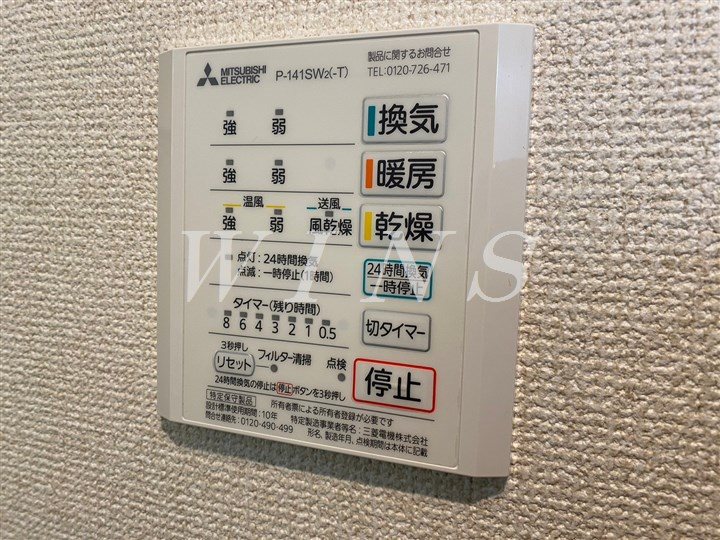 MITSUBISHI ELECTRIC P-141SW2(-T)
製品に関するお問合せ
TEL:0120-726-471
強 弱 換気
強 弱 暖房
温風 送風
強 弱 風乾燥 乾燥
点灯:24時間換気
点滅:一時停止(1時間)
24時間換気
一時停止
タイマー(残り時間)
8 6 4 3 2 1 0.5
切タイマー
3秒押し
リセット フィルター清掃 点検
停止
24時間換気の停止は停止ボタンを3秒押し
特定保守製品 所有者票による所有者登録が必要です
設計標準使用期間:10年 特定製造事業者等名:三菱電機株式会社
問合せ連絡先:0120-490-499 形名、製造年月、点検期間は本体に記載
WINS